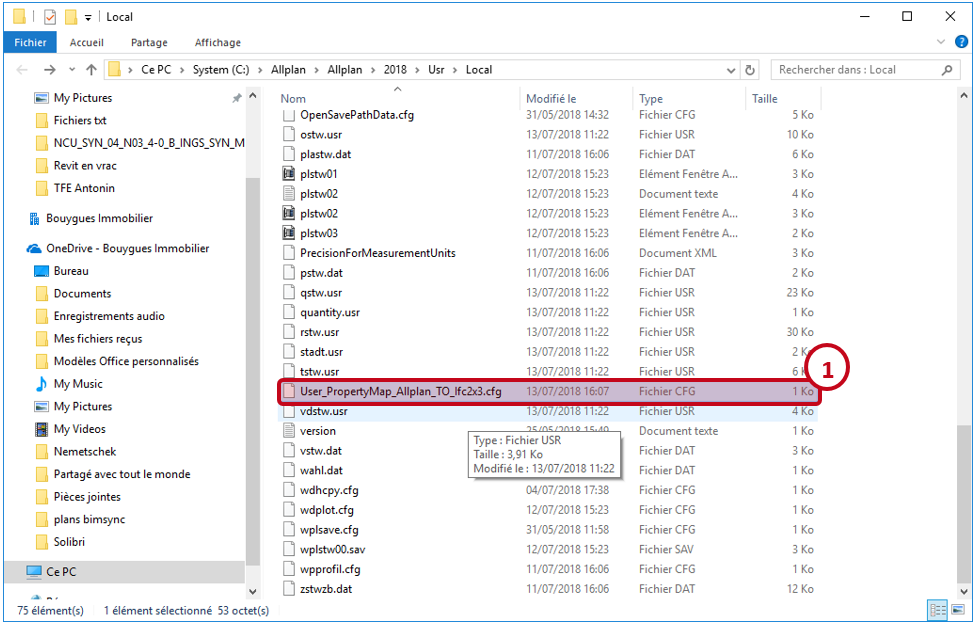 Local
Fichier Accueil Partage Affichage
Ce PC System (C:) Allplan Allplan 2018 Usr Local
Rechercher dans : Local
My Pictures
Fichiers txt
NCU_SYN_04_N03_4-0_B_INGS_SYN_M
Revit en vrac
TFE Antonin
Bouygues Immobilier
OneDrive - Bouygues Immobilier
Bureau
Documents
Enregistrements audio
Mes fichiers reçus
Modèles Office personnalisés
My Music
My Pictures
My Videos
Nemetschek
Partagé avec tout le monde
Pièces jointes
plans bimsync
Solibri
Ce PC
Nom Modifié le Type Taille
OpenSavePathData.cfg 31/05/2018 14:32 Fichier CFG 5 Ko
ostw.usr 13/07/2018 11:22 Fichier USR 10 Ko
plastw.dat 11/07/2018 16:06 Fichier DAT 6 Ko
plstw01 12/07/2018 15:23 Elément Fenêtre A... 3 Ko
plstw02 12/07/2018 15:23 Document texte 4 Ko
plstw02 12/07/2018 15:23 Elément Fenêtre A... 4 Ko
plstw03 12/07/2018 15:23 Elément Fenêtre A... 2 Ko
PrecisionForMeasurementUnits 11/07/2018 16:06 Document XML 3 Ko
pstw.dat 11/07/2018 16:06 Fichier DAT 2 Ko
qstw.usr 13/07/2018 11:22 Fichier USR 23 Ko
quantity.usr 13/07/2018 11:22 Fichier USR 1 Ko
rstw.usr 13/07/2018 11:22 Fichier USR 30 Ko
stadt.usr 13/07/2018 11:22 Fichier USR 2 Ko
tstw.usr 13/07/2018 11:22 Fichier USR 6 Ko
1
User_PropertyMap_Allplan_TO_Ifc2x3.cfg 13/07/2018 16:07 Fichier CFG 1 Ko
vdstw.usr 13/07/2018 11:22 Fichier USR 4 Ko
version 25/05/2018 15:49 Document texte 1 Ko
Type : Fichier USR
Taille : 3,91 Ko
Modifié le : 13/07/2018 11:22
vstw.dat Fichier DAT 3 Ko
wahl.dat Fichier DAT 1 Ko
wdhcpy.cfg 04/07/2018 17:38 Fichier CFG 1 Ko
wdplot.cfg 12/07/2018 15:23 Fichier CFG 2 Ko
wplsave.cfg 31/05/2018 11:58 Fichier CFG 1 Ko
wplstw00.sav 12/07/2018 15:23 Fichier SAV 3 Ko
wpprofil.cfg 11/07/2018 16:06 Fichier CFG 1 Ko
zstwzb.dat 11/07/2018 16:06 Fichier DAT 12 Ko
75 élément(s) 1 élément sélectionné 53 octet(s)